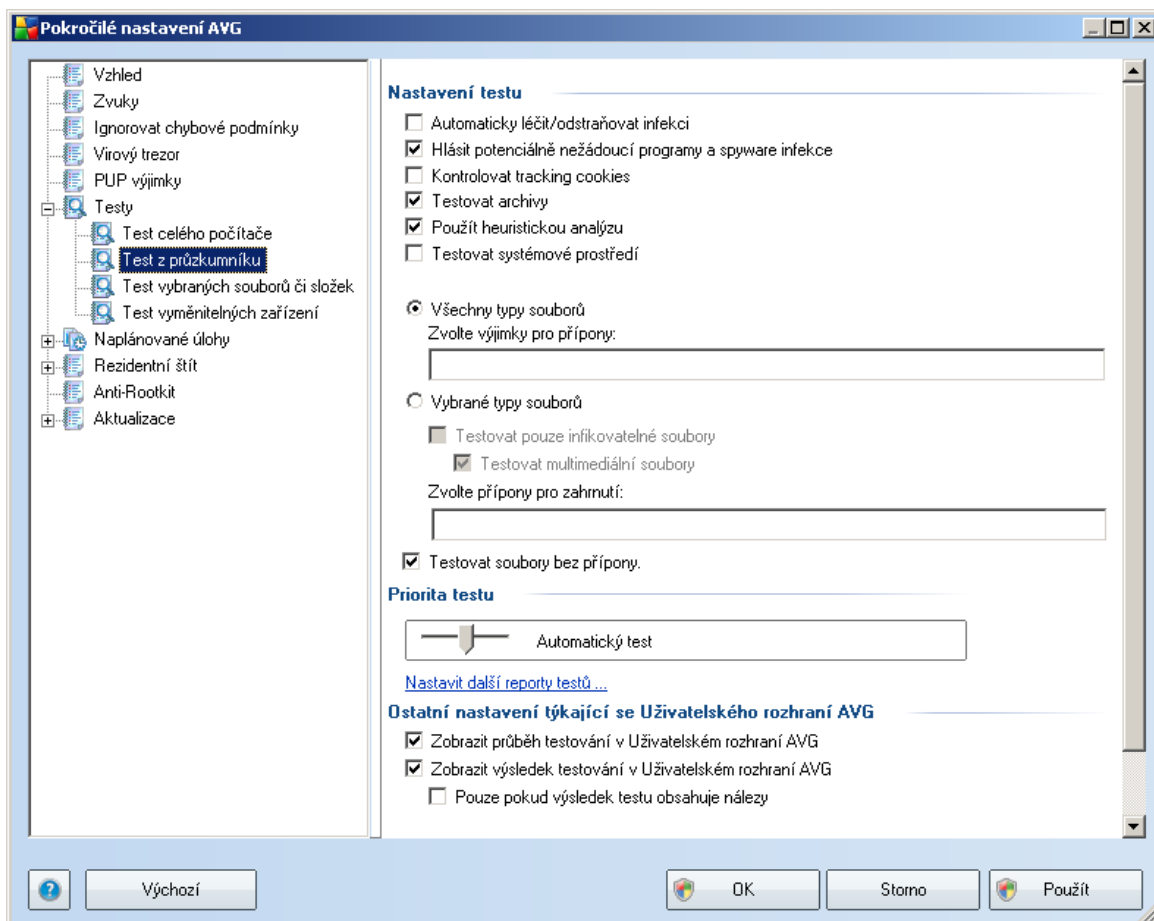 Pokročilé nastavení AVG
Vzhled
Zvuky
Ignorovat chybové podmínky
Virový trezor
PUP výjimky
Testy
Test celého počítače
Test z průzkumníku
Test vybraných souborů či složek
Test vyměnitelných zařízení
Naplánované úlohy
Rezidentní štít
Anti-Rootkit
Aktualizace
Nastavení testu
Automaticky léčit/odstraňovat infekci
Hlásit potenciálně nežádoucí programy a spyware infekce
Kontrolovat tracking cookies
Testovat archivy
Použít heuristickou analýzu
Testovat systémové prostředí
Všechny typy souborů
Zvolte výjimky pro přípony:
Vybrané typy souborů
Testovat pouze infikovatelné soubory
Testovat multimediální soubory
Zvolte přípony pro zahrnutí:
Testovat soubory bez přípony.
Priorita testu
Automatický test
Nastavit další reporty testů ...
Ostatní nastavení týkající se Uživatelského rozhraní AVG
Zobrazit průběh testování v Uživatelském rozhraní AVG
Zobrazit výsledek testování v Uživatelském rozhraní AVG
Pouze pokud výsledek testu obsahuje nálezy
Výchozí
OK
Storno
Použít